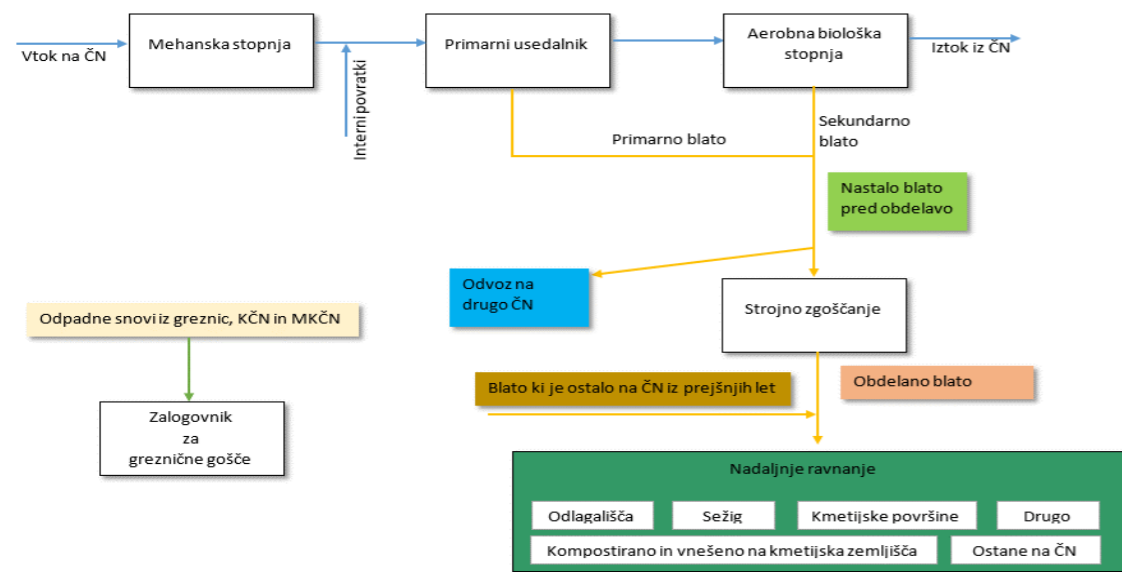 Vtok na ČN
Mehanska stopnja
Interni povratki
Primarni usedalnik
Aerobna biološka
stopnja
Iztok iz ČN
Primarno blato
Sekundarno
blato
Nastalo blato
pred obdelavo
Odvoz na
drugo ČN
Strojno zgoščanje
Odpadne snovi iz greznic, KČN in MKČN
Zalogovnik
za
greznične gošče
Blato ki je ostalo na ČN iz prejšnjih let
Obdelano blato
Nadaljnje ravnanje
Odlagališča
Sežig
Kmetijske površine
Drugo
Kompostirano in vnešeno na kmetijska zemljišča
Ostane na ČN